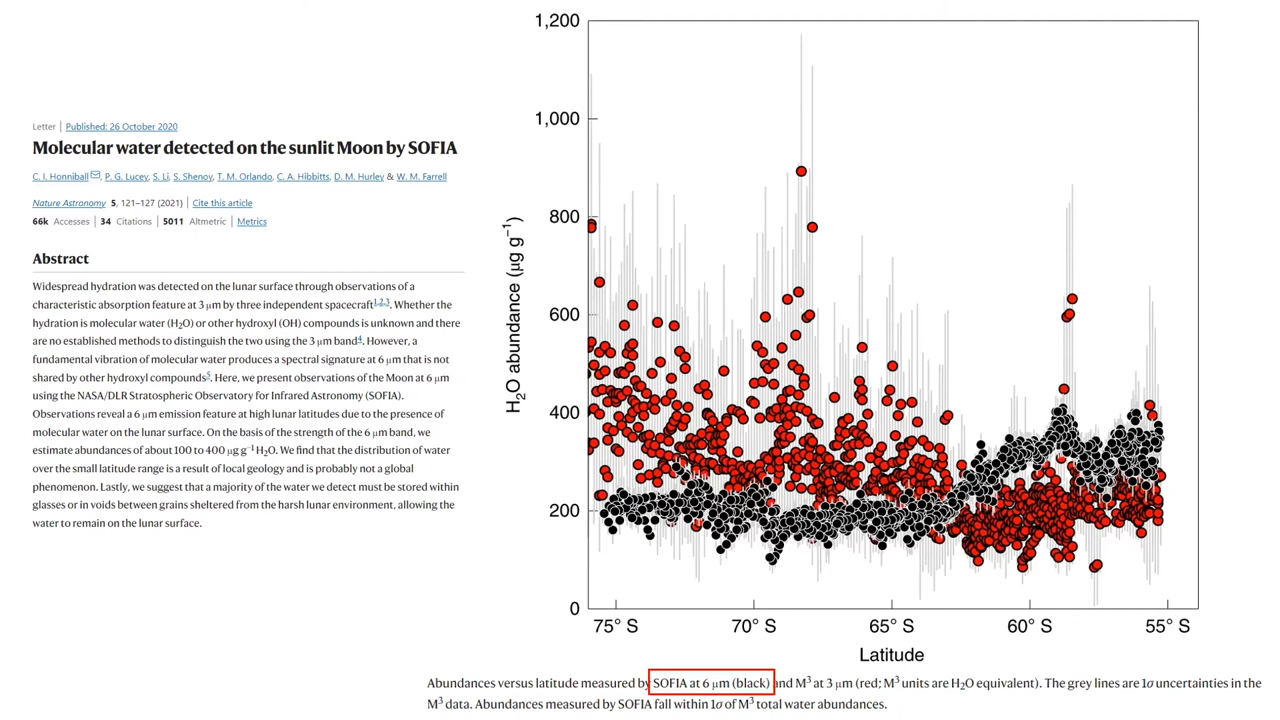 Letter | Published: 26 October 2020
Molecular water detected on the sunlit Moon by SOFIA
C. I. Honniball, P. G. Lucey, S. Li, S. Shenoy, T. M. Orlando, C. A. Hibbitts, D. M. Hurley & W. M. Farrell
Nature Astronomy 5, 121–127 (2021) | Cite this article
66k Accesses | 34 Citations | 5011 Altmetric | Metrics
Abstract
Widespread hydration was detected on the lunar surface through observations of a
characteristic absorption feature at 3 μm by three independent spacecraft1,2,3. Whether the
hydration is molecular water (H2O) or other hydroxyl (OH) compounds is unknown and there
are no established methods to distinguish the two using the 3 μm band4. However, a
fundamental vibration of molecular water produces a spectral signature at 6 μm that is not
shared by other hydroxyl compounds5. Here, we present observations of the Moon at 6 μm
using the NASA/DLR Stratospheric Observatory for Infrared Astronomy (SOFIA).
Observations reveal a 6 μm emission feature at high lunar latitudes due to the presence of
molecular water on the lunar surface. On the basis of the strength of the 6 μm band, we
estimate abundances of about 100 to 400 μg g−1 H2O. We find that the distribution of water
over the small latitude range is a result of local geology and is probably not a global
phenomenon. Lastly, we suggest that a majority of the water we detect must be stored within
glasses or in voids between grains sheltered from the harsh lunar environment, allowing the
water to remain on the lunar surface.
H2O abundance (μg g−1)
1,200
1,000
800
600
400
200
0
75° S 70° S 65° S 60° S 55° S
Latitude
Abundances versus latitude measured by SOFIA at 6 μm (black) and M3 at 3 μm (red; M3 units are H2O equivalent). The grey lines are 1σ uncertainties in the
M3 data. Abundances measured by SOFIA fall within 1σ of M3 total water abundances.